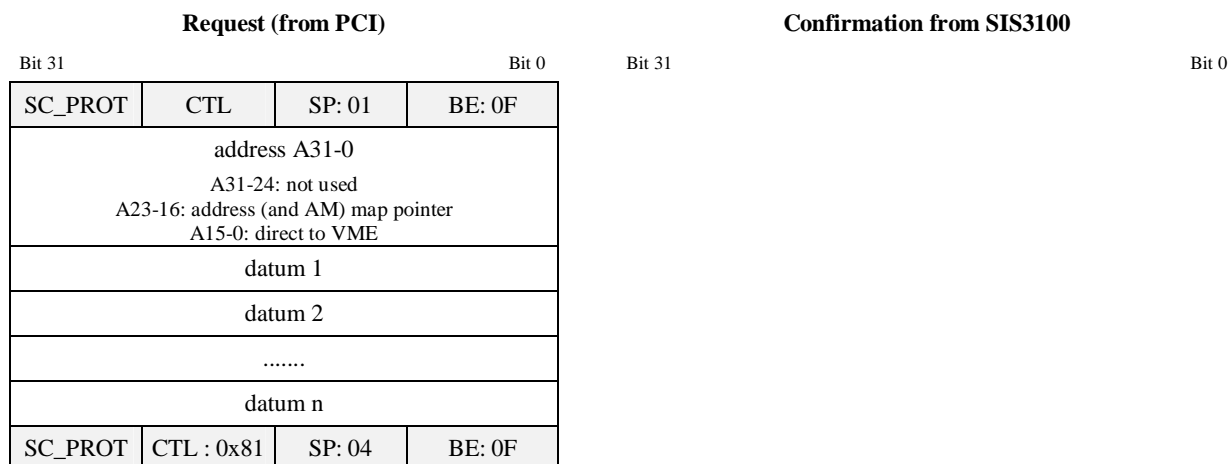 Request (from PCI) Confirmation from SIS3100
Bit 31 Bit 0 Bit 31 Bit 0
SC_PROT CTL SP: 01 BE: 0F
address A31-0
A31-24: not used
A23-16: address (and AM) map pointer
A15-0: direct to VME
datum 1
datum 2
.......
datum n
SC_PROT CTL : 0x81 SP: 04 BE: 0F